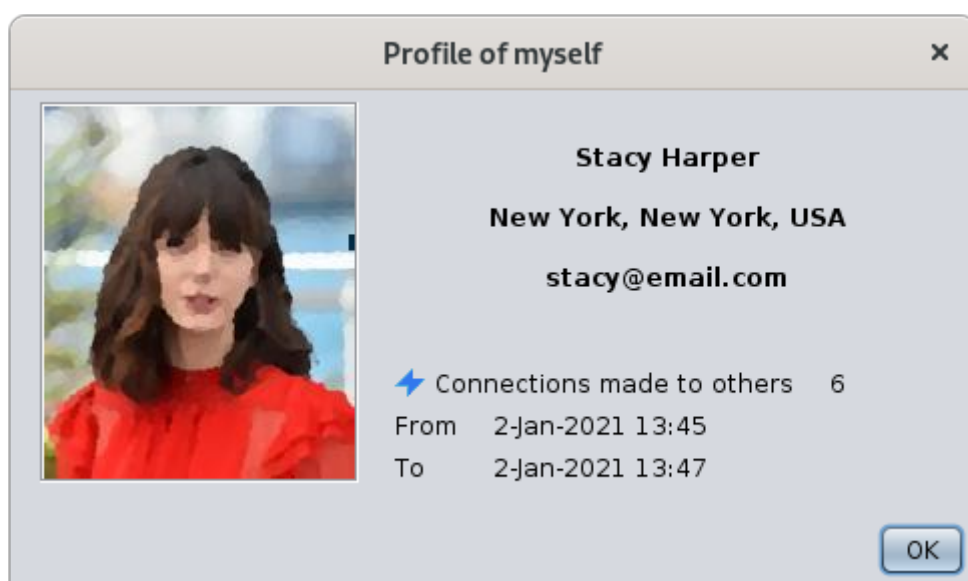 Profile of myself
×
Stacy Harper
New York, New York, USA
stacy@email.com
Connections made to others 6
From 2-Jan-2021 13:45
To 2-Jan-2021 13:47
OK